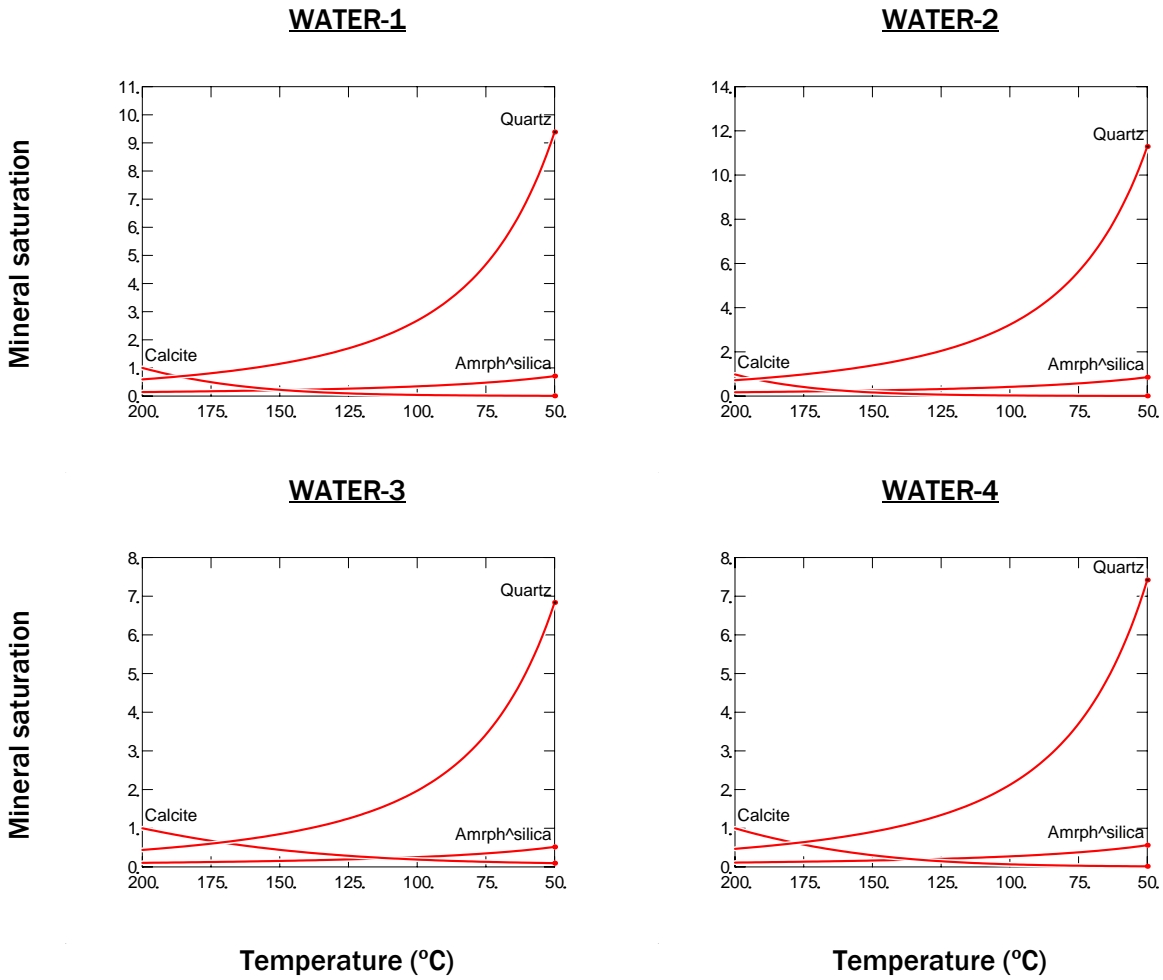 WATER-1
WATER-2
Mineral saturation
11.
10.
9.
8.
7.
6.
5.
4.
3.
2.
1.
0.
Quartz
Calcite
Amrph^silica
200. 175. 150. 125. 100. 75. 50.
14.
12.
10.
8.
6.
4.
2.
0.
Quartz
Calcite
Amrph^silica
200. 175. 150. 125. 100. 75. 50.
WATER-3
WATER-4
Mineral saturation
8.
7.
6.
5.
4.
3.
2.
1.
0.
Quartz
Calcite
Amrph^silica
200. 175. 150. 125. 100. 75. 50.
8.
7.
6.
5.
4.
3.
2.
1.
0.
Quartz
Calcite
Amrph^silica
200. 175. 150. 125. 100. 75. 50.
Temperature (ºC)
Temperature (ºC)